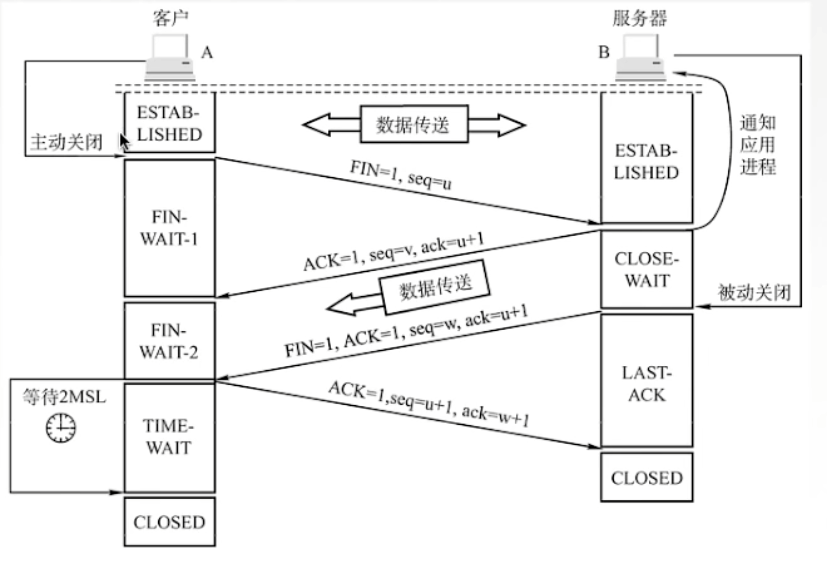 客户
服务器
A
B
ESTAB-
LISHED
数据传送
主动关闭
ESTAB-
LISHED
通知
应用
进程
FIN=1, seq=u
FIN-
WAIT-1
ACK=1, seq=v, ack=u+1
CLOSE-
WAIT
数据传送
被动关闭
FIN-
WAIT-2
FIN=1, ACK=1, seq=w, ack=u+1
LAST-
ACK
等待2MSL
ACK=1,seq=u+1, ack=w+1
TIME-
WAIT
CLOSED
CLOSED